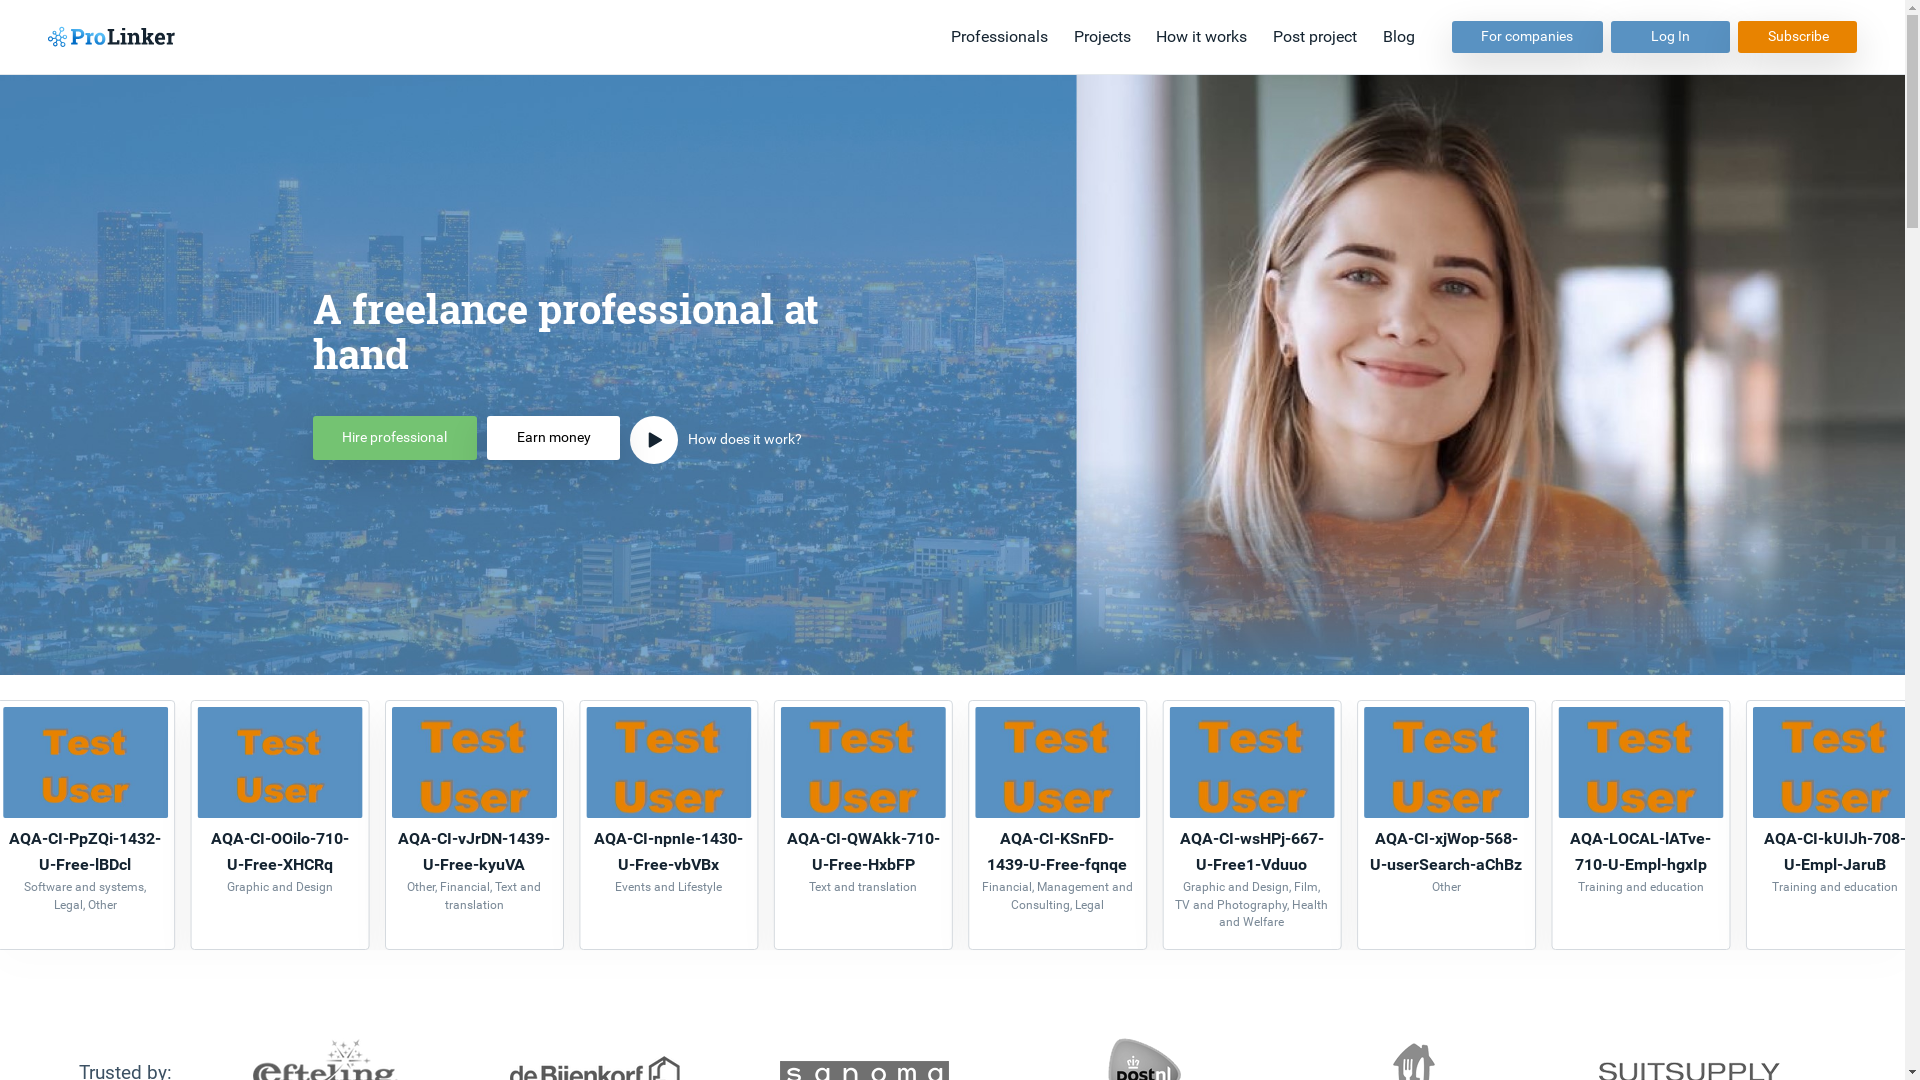 ProLinker
Professionals
Projects
How it works
Post project
Blog
For companies
Log In
Subscribe
A freelance professional at
hand
Hire professional
Earn money
How does it work?
Test
User
AQA-CI-PpZQi-1432-
U-Free-lBDcl
Software and systems,
Legal, Other
Test
User
AQA-CI-OOilo-710-
U-Free-XHCRq
Graphic and Design
Test
User
AQA-CI-vJrDN-1439-
U-Free-kyuVA
Other, Financial, Text and
translation
Test
User
AQA-CI-npnIe-1430-
U-Free-vbVBx
Events and Lifestyle
Test
User
AQA-CI-QWAkk-710-
U-Free-HxbFP
Text and translation
Test
User
AQA-CI-KSnFD-
1439-U-Free-fqnqe
Financial, Management and
Consulting, Legal
Test
User
AQA-CI-wsHPj-667-
U-Free1-Vduuo
Graphic and Design, Film,
TV and Photography, Health
and Welfare
Test
User
AQA-CI-xjWop-568-
U-userSearch-aChBz
Other
Test
User
AQA-LOCAL-lATve-
710-U-Empl-hgxIp
Training and education
Test
User
AQA-CI-kUIJh-708-
U-Empl-JaruB
Training and education
Trusted by:
efteling
de Bijenkorf
sanoma
postnl
SUITSUPPLY